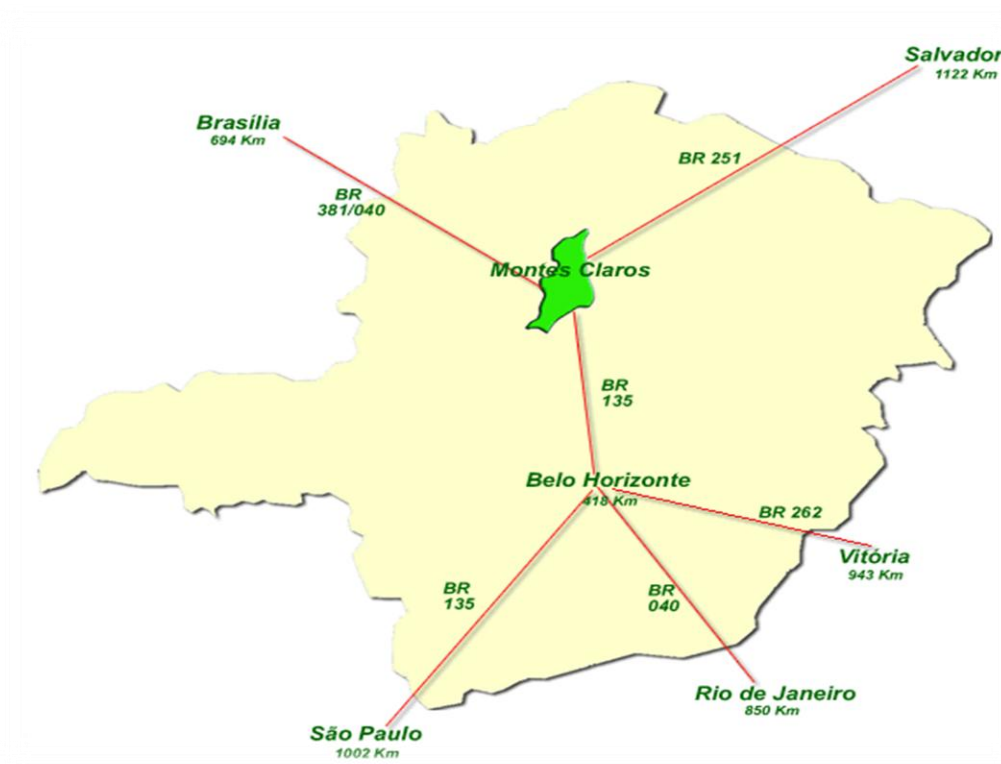 Salvador
1122 Km
Brasília
694 Km
BR 251
BR
381/040
Montes Claros
BR
135
Belo Horizonte
418 Km
BR 262
Vitória
943 Km
BR
135
BR
040
Rio de Janeiro
850 Km
São Paulo
1002 Km